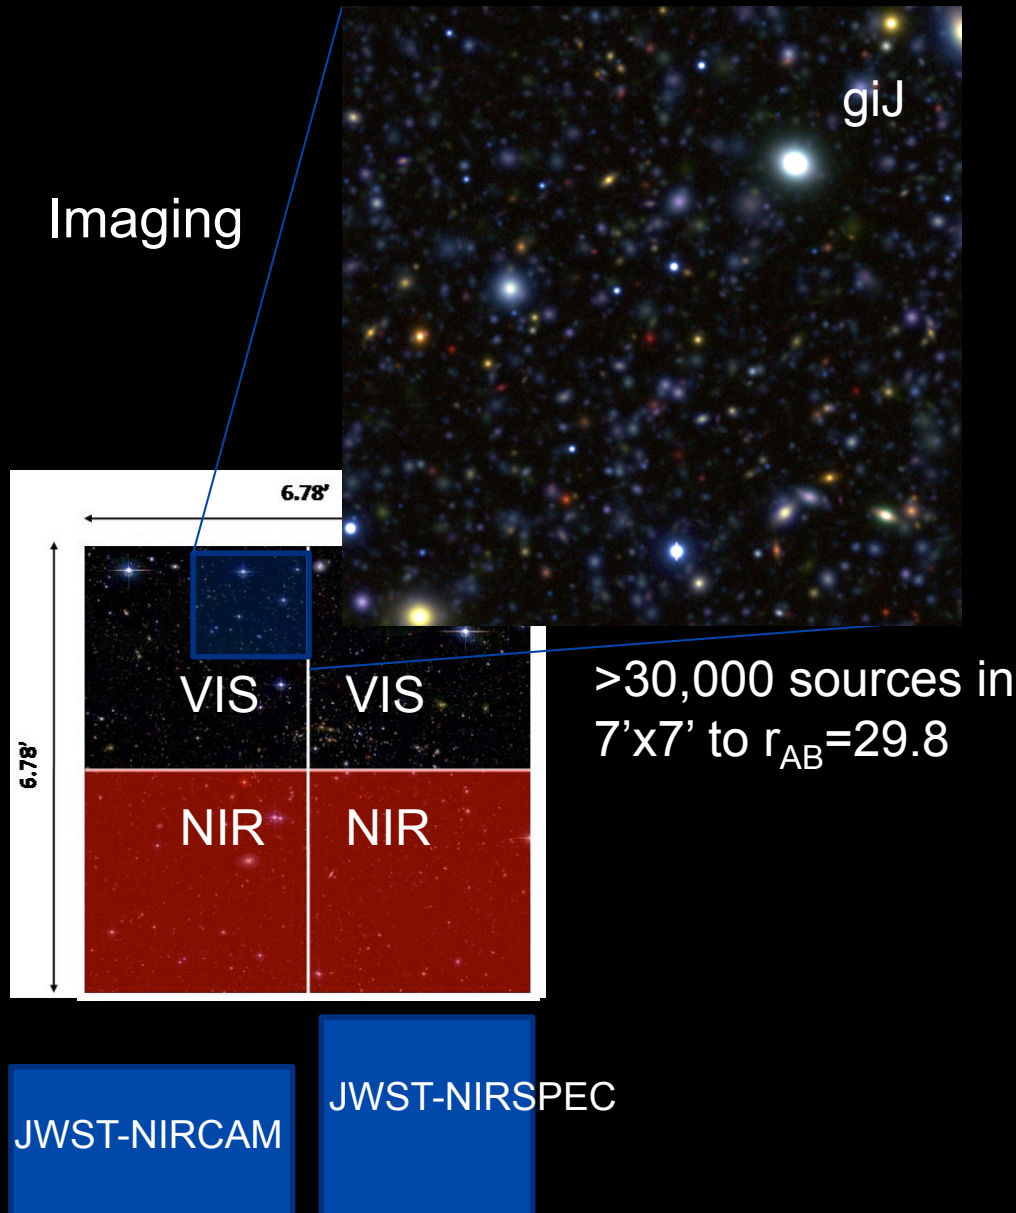 giJ
Imaging
6.78’
6.78’
VIS
VIS
NIR
NIR
>30,000 sources in
7’x7’ to r_AB=29.8
JWST-NIRSPEC
JWST-NIRCAM